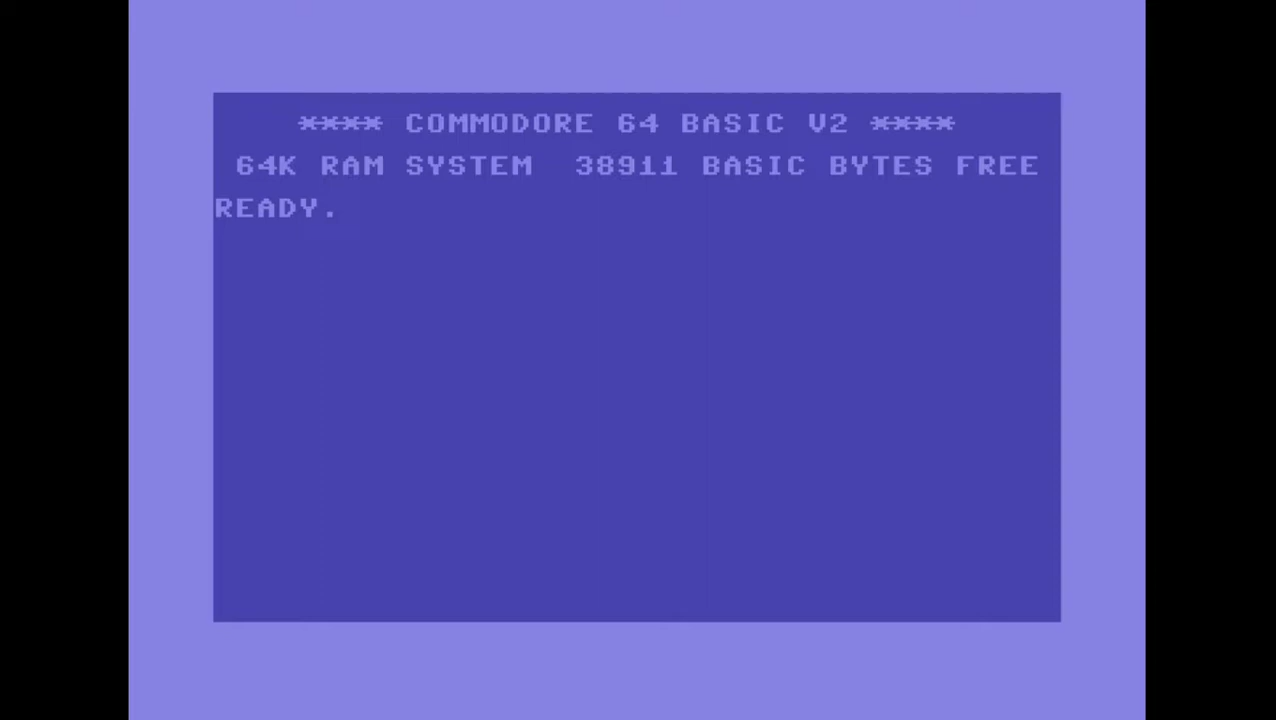 **** COMMODORE 64 BASIC V2 ****
64K RAM SYSTEM  38911 BASIC BYTES FREE
READY.